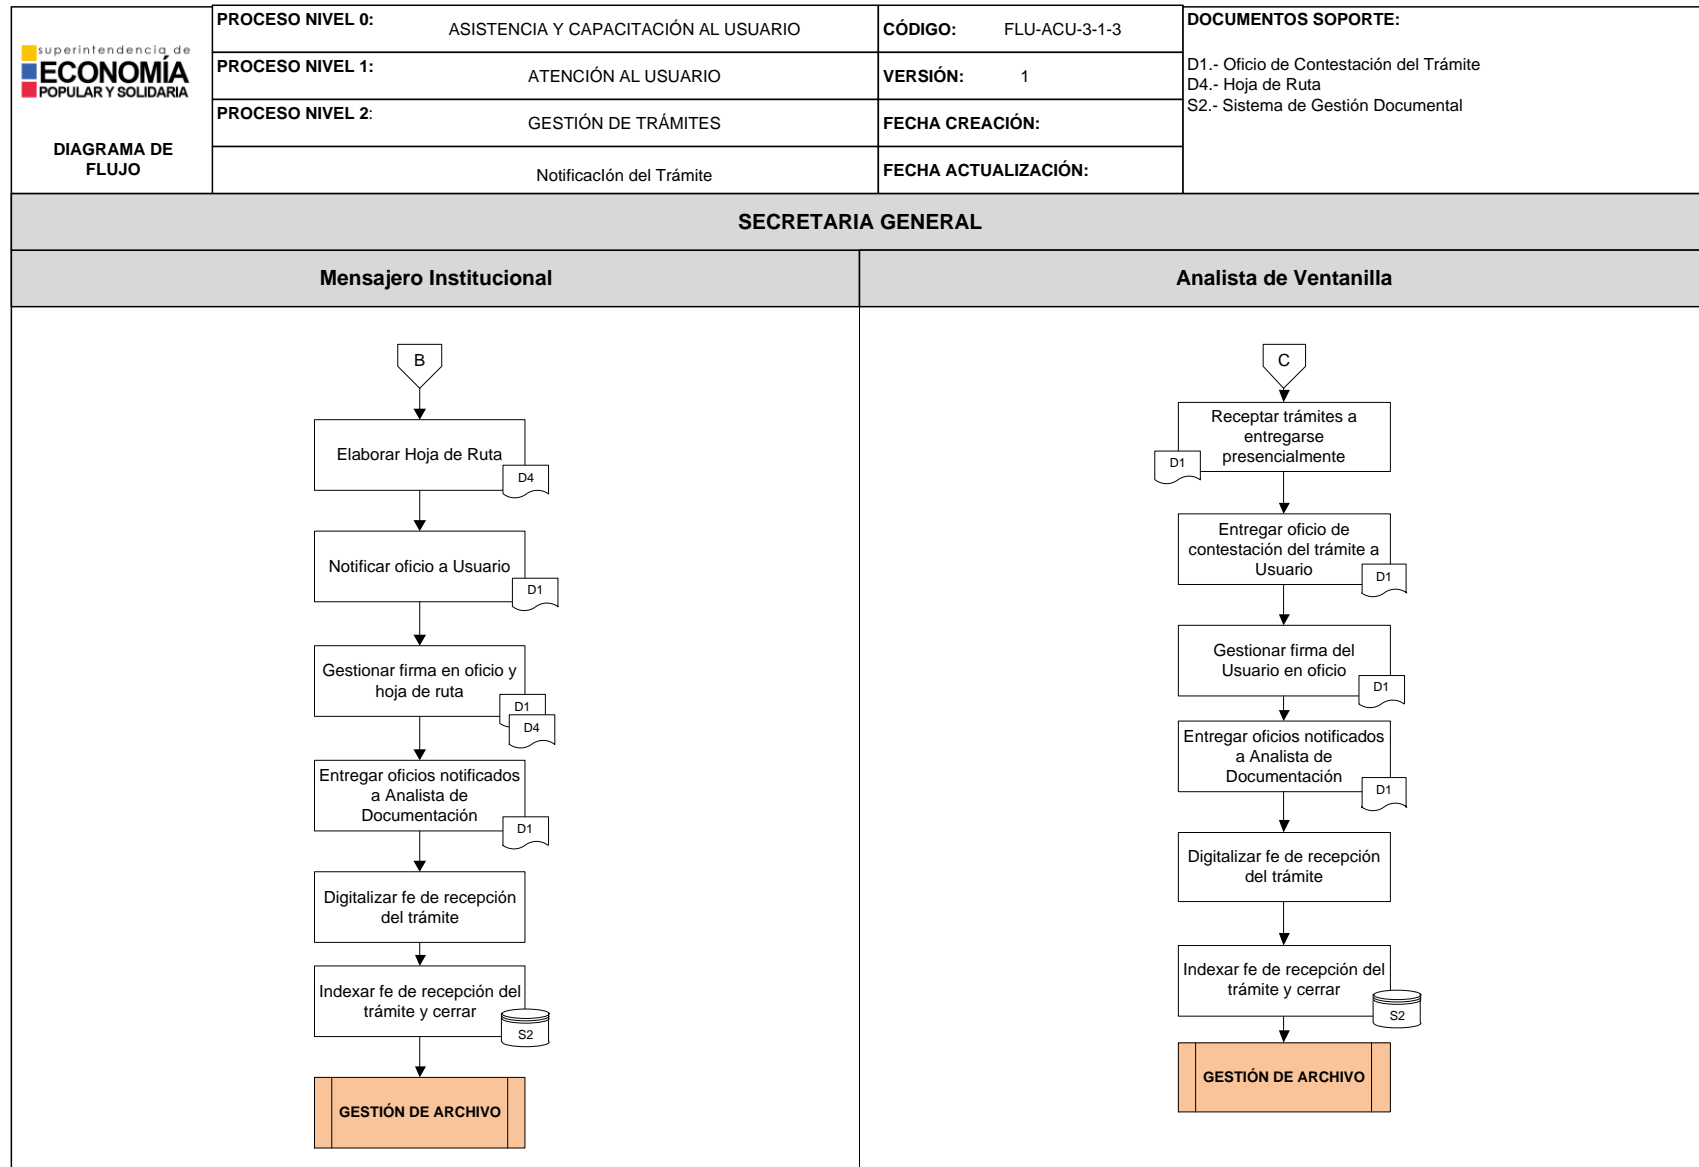 superintendencia de
ECONOMÍA
POPULAR Y SOLIDARIA
DIAGRAMA DE
FLUJO
PROCESO NIVEL 0:
ASISTENCIA Y CAPACITACIÓN AL USUARIO
PROCESO NIVEL 1:
ATENCIÓN AL USUARIO
PROCESO NIVEL 2:
GESTIÓN DE TRÁMITES
Notificación del Trámite
CÓDIGO: FLU-ACU-3-1-3
VERSIÓN: 1
FECHA CREACIÓN:
FECHA ACTUALIZACIÓN:
DOCUMENTOS SOPORTE:
D1.- Oficio de Contestación del Trámite
D4.- Hoja de Ruta
S2.- Sistema de Gestión Documental
SECRETARIA GENERAL
Mensajero Institucional
B
Elaborar Hoja de Ruta
D4
Notificar oficio a Usuario
D1
Gestionar firma en oficio y
hoja de ruta
D1
D4
Entregar oficios notificados
a Analista de
Documentación
D1
Digitalizar fe de recepción
del trámite
Indexar fe de recepción del
trámite y cerrar
S2
GESTIÓN DE ARCHIVO
Analista de Ventanilla
C
Receptar trámites a
entregarse
presencialmente
D1
Entregar oficio de
contestación del trámite a
Usuario
D1
Gestionar firma del
Usuario en oficio
D1
Entregar oficios notificados
a Analista de
Documentación
D1
Digitalizar fe de recepción
del trámite
Indexar fe de recepción del
trámite y cerrar
S2
GESTIÓN DE ARCHIVO